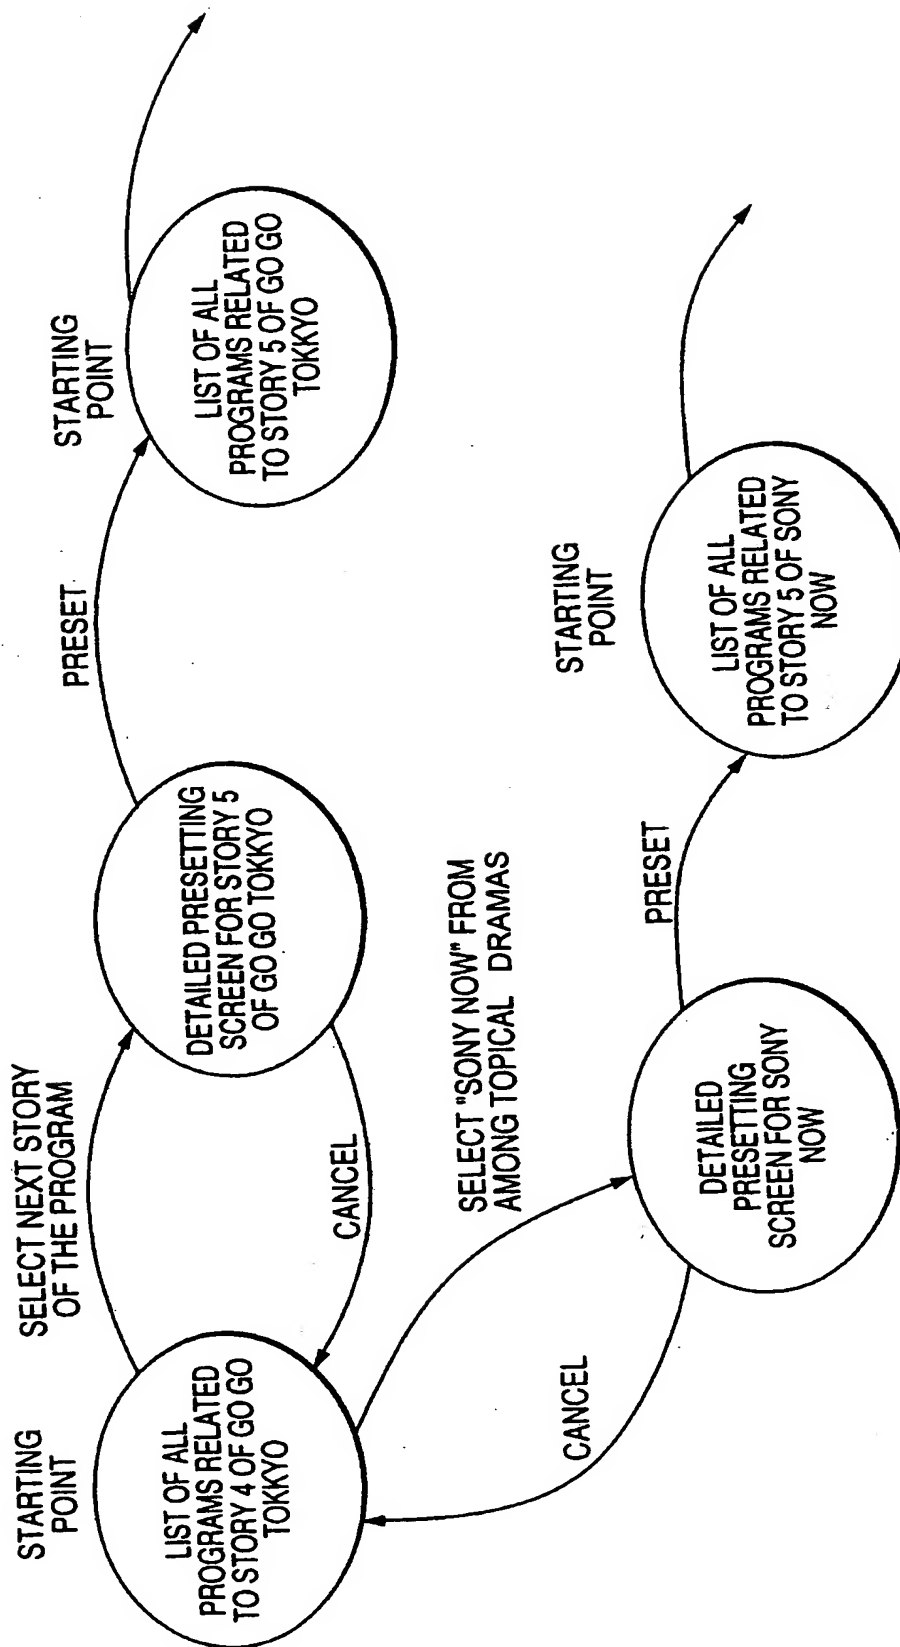 STARTING
POINT
LIST OF ALL
PROGRAMS RELATED
TO STORY 4 OF GO GO
TOKKYO
SELECT NEXT STORY
OF THE PROGRAM
CANCEL
DETAILED PRESETTING
SCREEN FOR STORY 5
OF GO GO TOKKYO
PRESET
STARTING
POINT
LIST OF ALL
PROGRAMS RELATED
TO STORY 5 OF GO GO
TOKKYO
SELECT "SONY NOW" FROM
AMONG TOPICAL DRAMAS
CANCEL
DETAILED
PRESETTING
SCREEN FOR SONY
NOW
PRESET
STARTING
POINT
LIST OF ALL
PROGRAMS RELATED
TO STORY 5 OF SONY
NOW